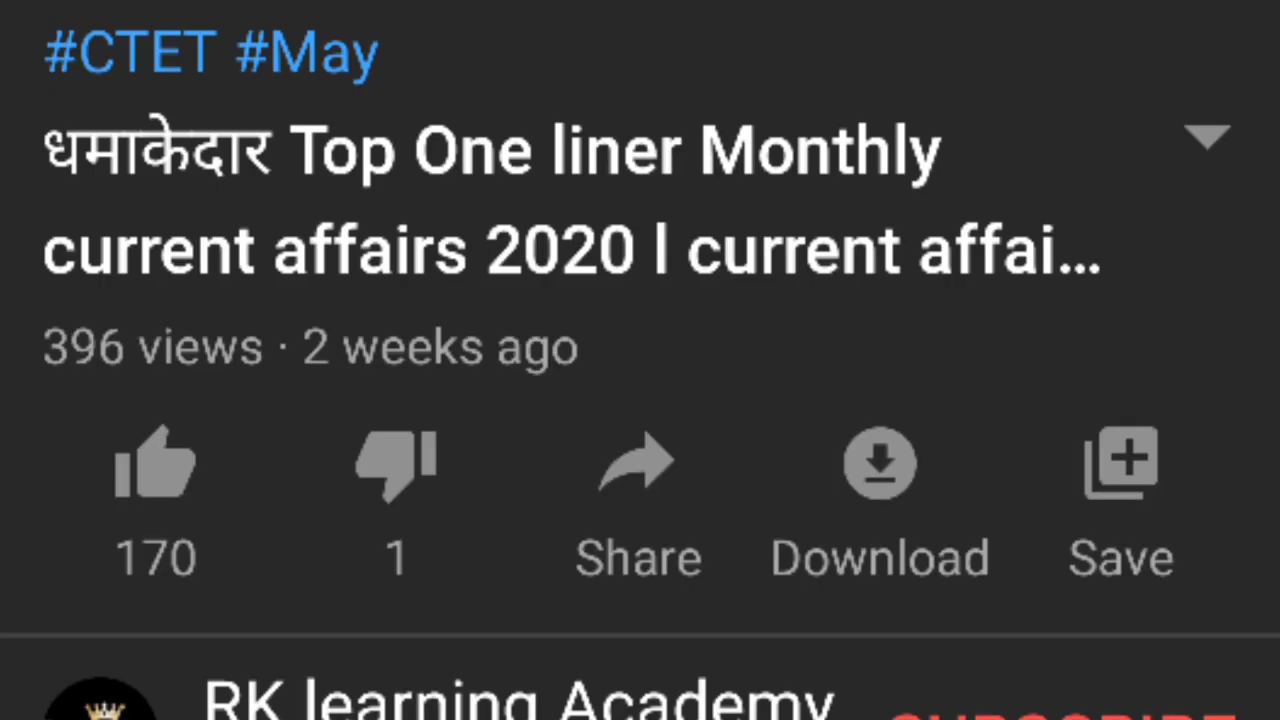 #CTET #May
धमाकेदार Top One liner Monthly
current affairs 2020 l current affai...
396 views · 2 weeks ago
170 1 Share Download Save
RK learning Academy
SUBSCRIBE